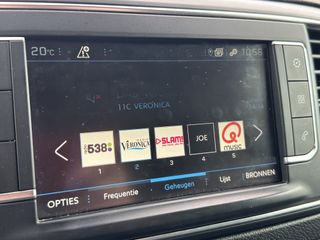 20°C 10:56
11C VERONICA
538 VERONICA SLAM! JOE Q music
1 2 3 4 5
OPTIES Frequentie Geheugen Lijst BRONNEN